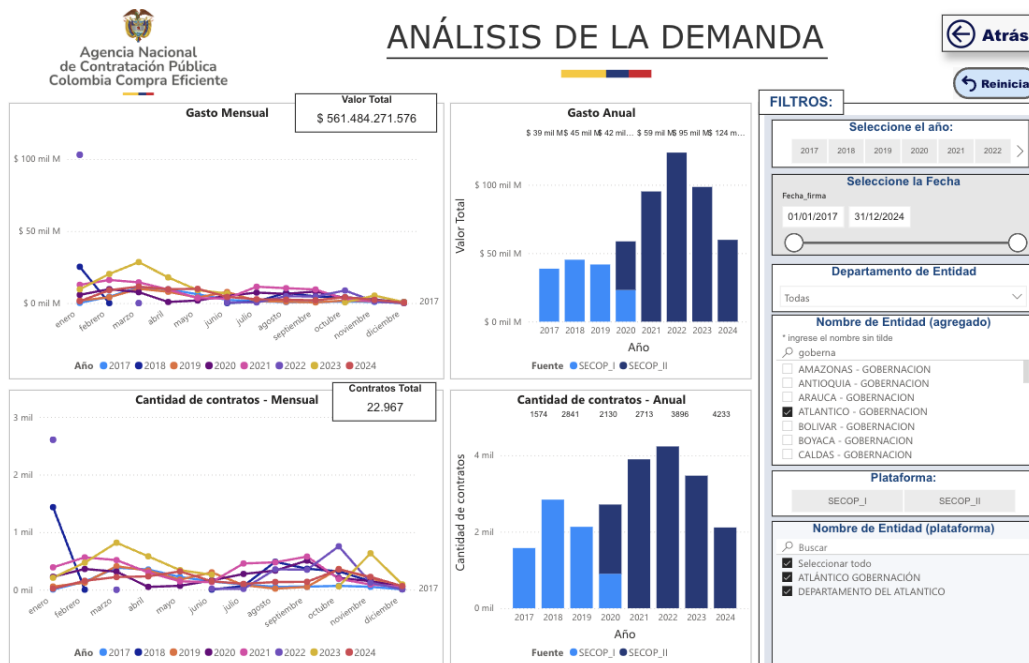 Agencia Nacional
de Contratación Pública
Colombia Compra Eficiente
ANÁLISIS DE LA DEMANDA
Atrás
Reinicia
Gasto Mensual
Valor Total
$ 561.484.271.576
$ 100 mil M
$ 50 mil M
$ 0 mil M
enero
febrero
marzo
abril
mayo
junio
julio
agosto
septiembre
octubre
noviembre
diciembre
2017
Año 2017 2018 2019 2020 2021 2022 2023 2024
Gasto Anual
$ 39 mil M $ 45 mil M $ 42 mil... $ 59 mil M $ 95 mil M $ 124 m...
Valor Total
$ 100 mil M
$ 50 mil M
$ 0 mil M
2017 2018 2019 2020 2021 2022 2023 2024
Año
Fuente SECOP_I SECOP_II
Cantidad de contratos - Mensual
Contratos Total
22.967
3 mil
2 mil
1 mil
0 mil
enero
febrero
marzo
abril
mayo
junio
julio
agosto
septiembre
octubre
noviembre
diciembre
2017
Año 2017 2018 2019 2020 2021 2022 2023 2024
Cantidad de contratos - Anual
1574 2841 2130 2713 3896 4233
Cantidad de contratos
4 mil
2 mil
0 mil
2017 2018 2019 2020 2021 2022 2023 2024
Año
Fuente SECOP_I SECOP_II
FILTROS:
Seleccione el año:
2017 2018 2019 2020 2021 2022
Seleccione la Fecha
Fecha_firma
01/01/2017 31/12/2024
Departamento de Entidad
Todas
Nombre de Entidad (agregado)
* ingrese el nombre sin tilde
goberna
AMAZONAS - GOBERNACION
ANTIOQUIA - GOBERNACION
ARAUCA - GOBERNACION
ATLANTICO - GOBERNACION
BOLIVAR - GOBERNACION
BOYACA - GOBERNACION
CALDAS - GOBERNACION
Plataforma:
SECOP_I SECOP_II
Nombre de Entidad (plataforma)
Buscar
Seleccionar todo
ATLÁNTICO GOBERNACIÓN
DEPARTAMENTO DEL ATLANTICO